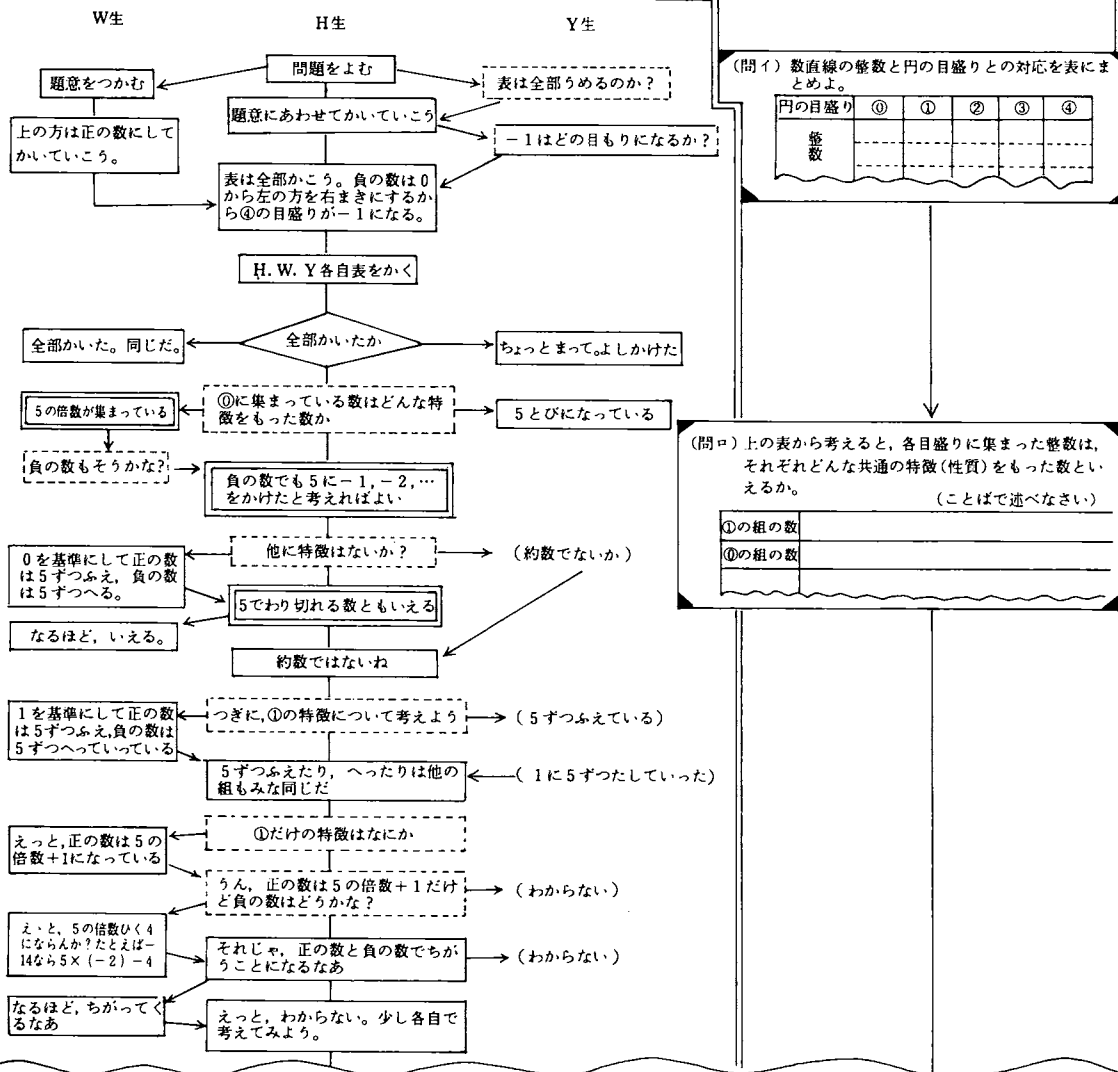 W生
H生
Y生
問題をよむ
題意をつかむ
表は全部うめるのか？
題意にあわせてかいていこう
上の方は正の数にして
かいていこう。
－1はどの目もりになるか？
表は全部かこう。負の数は0
から左の方を右まきにするか
ら④の目盛りが－1になる。
H．W．Y各自表をかく
全部かいたか
全部かいた。同じだ。
ちょっとまって。よしかけた
⓪に集まっている数はどんな特
徴をもった数か
5の倍数が集まっている
5とびになっている
負の数もそうかな？
負の数でも5に－1，－2，…
をかけたと考えればよい
他に特徴はないか？
（約数でないか）
0を基準にして正の数
は5ずつふえ，負の数
は5ずつへる。
5でわり切れる数ともいえる
なるほど，いえる。
約数ではないね
つぎに，①の特徴について考えよう
（5ずつふえている）
1を基準にして正の数
は5ずつふえ，負の数は
5ずつへっていっている
5ずつふえたり，へったりは他の
組もみな同じだ
（1に5ずつたしていった）
①だけの特徴はなにか
えっと，正の数は5の
倍数＋1になっている
うん，正の数は5の倍数＋1だけ
ど負の数はどうかな？
（わからない）
えゝと，5の倍数ひく4
にならんか？たとえば－
14なら5×（－2）－4
それじゃ，正の数と負の数でちが
うことになるなあ
（わからない）
なるほど，ちがってく
るなあ
えっと，わからない。少し各自で
考えてみよう。
（問イ）数直線の整数と円の目盛りとの対応を表にま
とめよ。
円の目盛り ⓪ ① ② ③ ④
整
数
（問ロ）上の表から考えると，各目盛りに集まった整数は，
それぞれどんな共通の特徴（性質）をもった数とい
えるか。
（ことばで述べなさい）
①の組の数
⓪の組の数